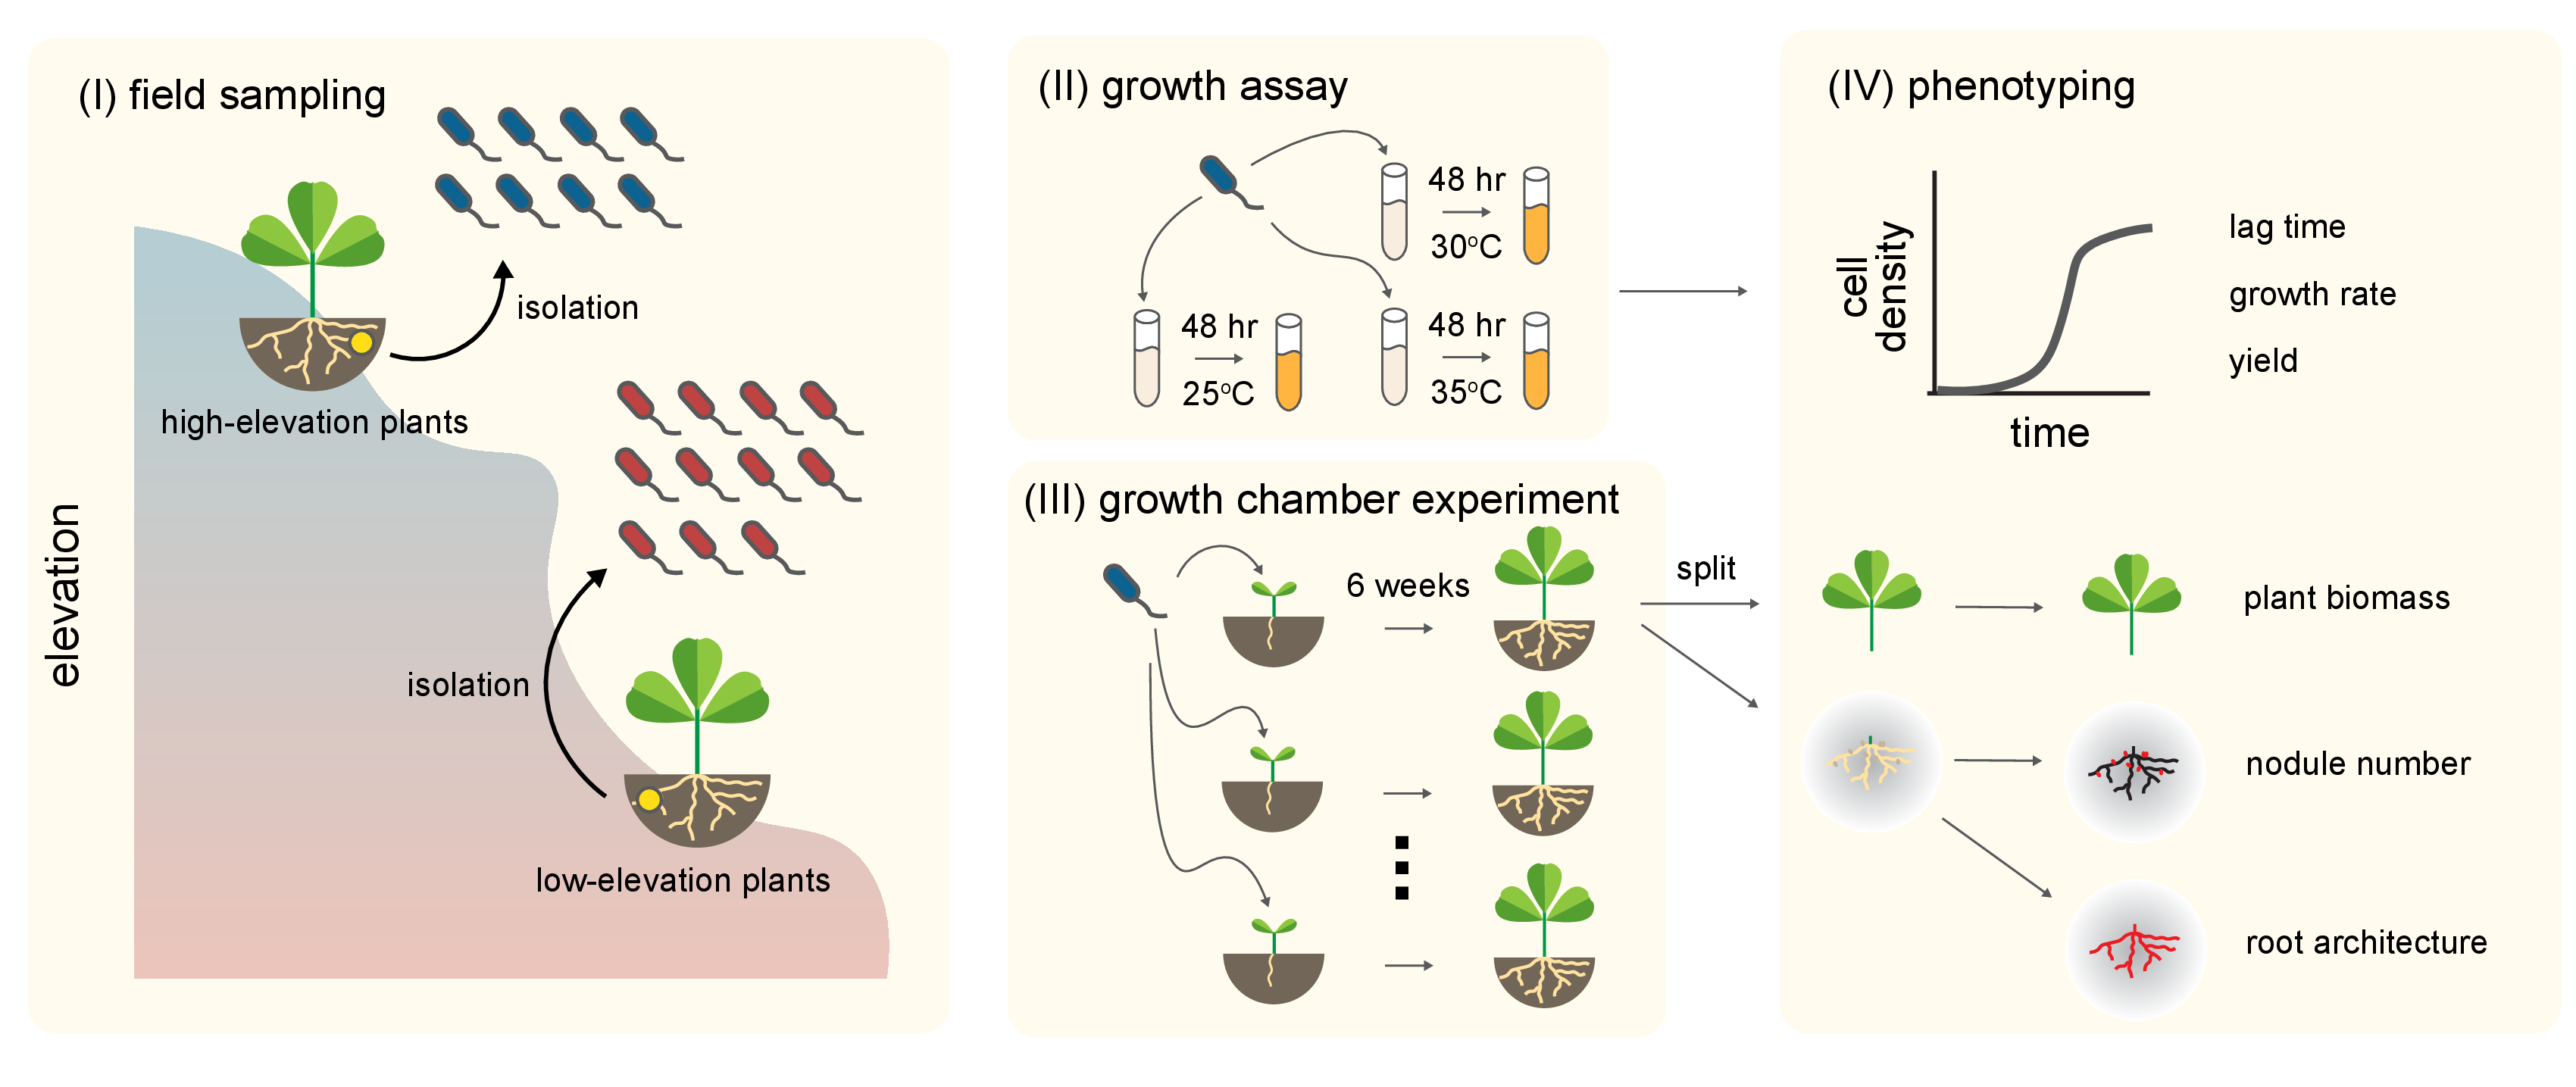 (I) field sampling
isolation
high-elevation plants
elevation
isolation
low-elevation plants
(II) growth assay
48 hr
30°C
48 hr
25°C
48 hr
35°C
(III) growth chamber experiment
6 weeks
split
(IV) phenotyping
cell
density
time
lag time
growth rate
yield
plant biomass
nodule number
root architecture